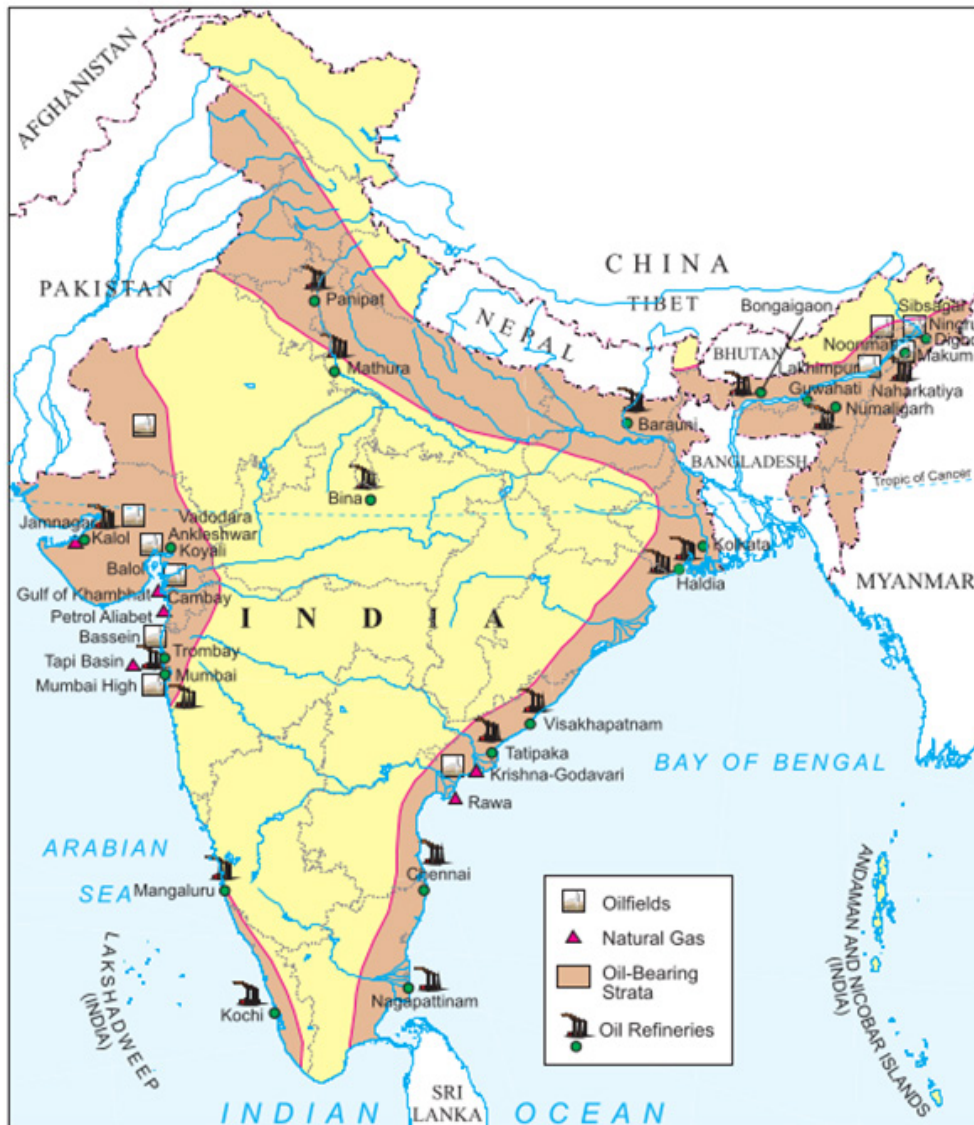 AFGHANISTAN
PAKISTAN
CHINA
TIBET
NEPAL
BHUTAN
BANGLADESH
MYANMAR
Tropic of Cancer
Panipat
Mathura
Bina
Barauni
Bongaigaon
Sibsagar
Noonmati
Lakhimpur
Makum
Guwahati
Naharkatiya
Numaligarh
Jamnagar
Kalol
Vadodara
Ankleshwar
Koyali
Balol
Gulf of Khambhat
Cambay
Petrol Aliabet
Bassein
Trombay
Tapi Basin
Mumbai
Mumbai High
Kolkata
Haldia
INDIA
Visakhapatnam
Tatipaka
Krishna-Godavari
Rawa
BAY OF BENGAL
ARABIAN
SEA
Mangaluru
Chennai
Nagapattinam
Kochi
LAKSHADWEEP
(INDIA)
ANDAMAN AND NICOBAR ISLANDS
(INDIA)
Oilfields
Natural Gas
Oil-Bearing
Strata
Oil Refineries
SRI
LANKA
INDIAN OCEAN